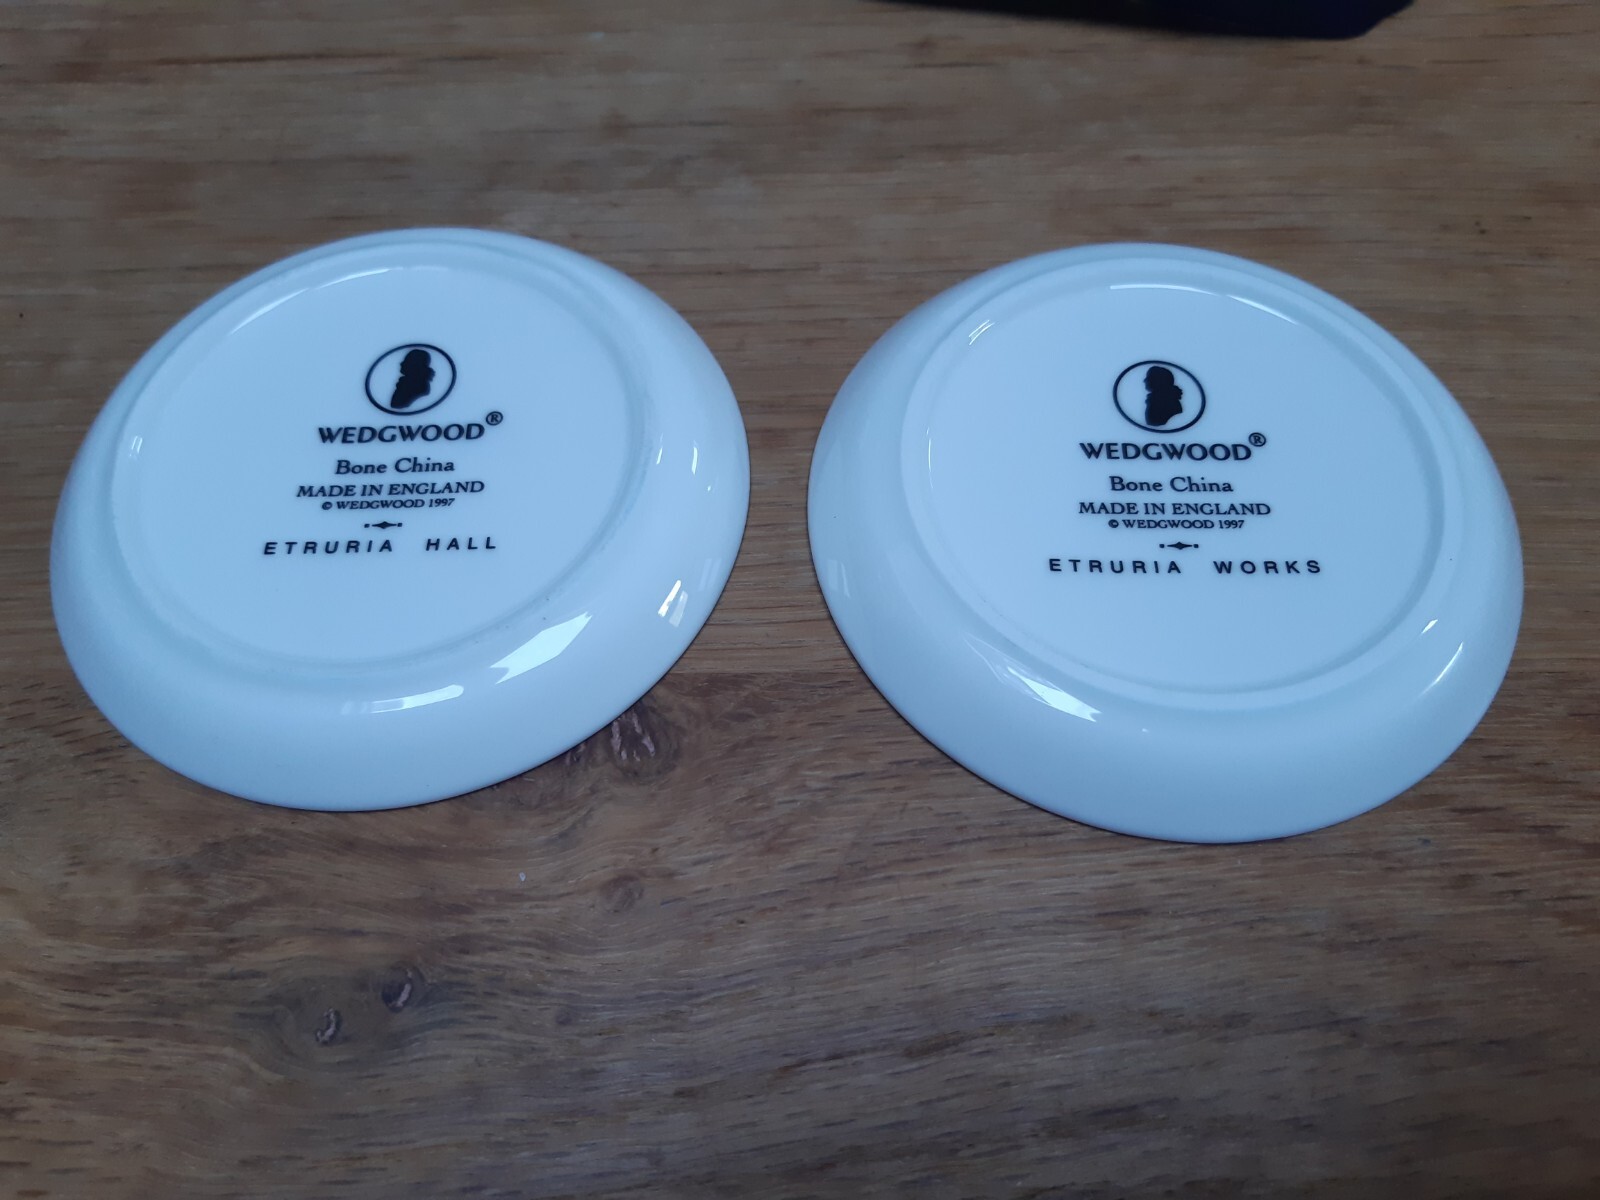 WEDGWOOD®
Bone China
MADE IN ENGLAND
© WEDGWOOD 1997
ETRURIA HALL
WEDGWOOD®
Bone China
MADE IN ENGLAND
© WEDGWOOD 1997
ETRURIA WORKS